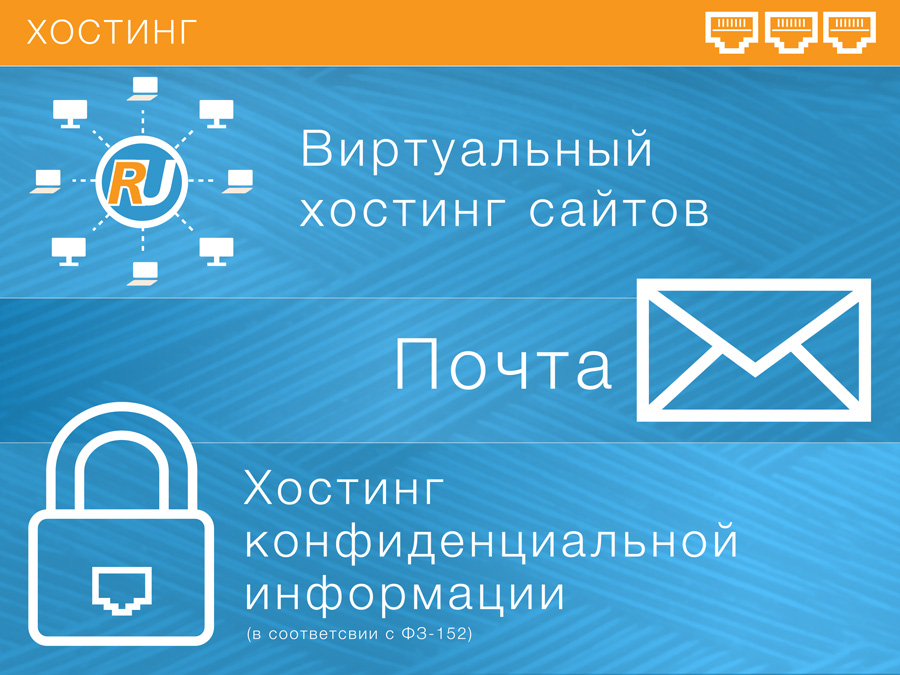 ХОСТИНГ
RU
Виртуальный
хостинг сайтов
Почта
Хостинг
конфиденциальной
информации
(в соответсвии с ФЗ-152)